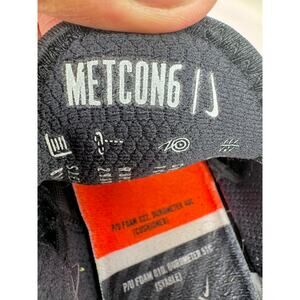 METCON6
P/U FOAM 022. DUROMETER 40C
(CUSHIONED)
P/U FOAM 010. DUROMETER 51C
(STABLE)